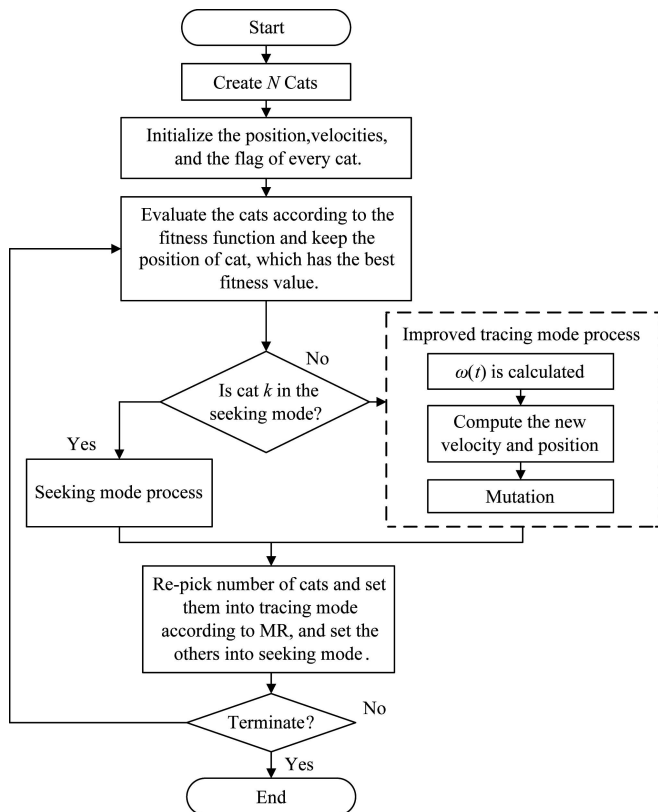 Start
Create N Cats
Initialize the position,velocities,
and the flag of every cat.
Evaluate the cats according to the
fitness function and keep the
position of cat, which has the best
fitness value.
No
Is cat k in the
seeking mode?
Yes
Improved tracing mode process
ω(t) is calculated
Compute the new
velocity and position
Mutation
Seeking mode process
Re-pick number of cats and set
them into tracing mode
according to MR, and set the
others into seeking mode.
Terminate?
No
Yes
End